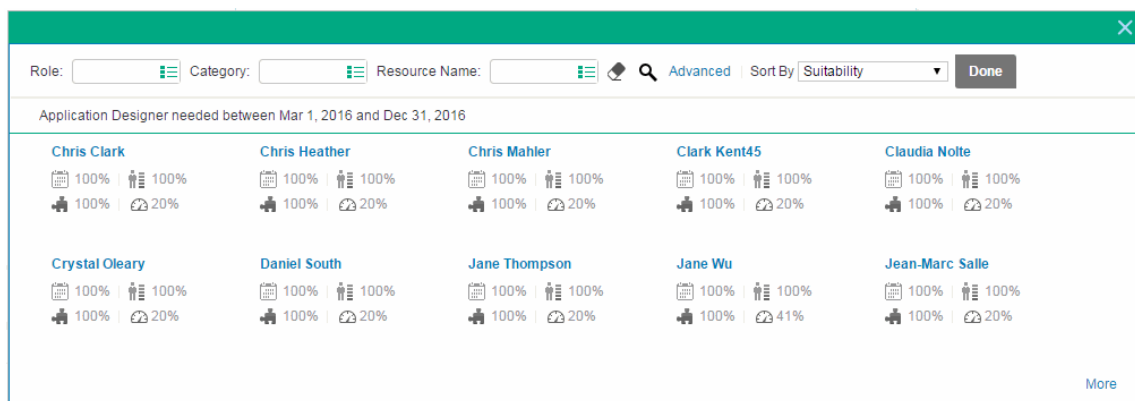 Role: Category: Resource Name: Advanced Sort By Suitability Done
Application Designer needed between Mar 1, 2016 and Dec 31, 2016
Chris Clark Chris Heather Chris Mahler Clark Kent45 Claudia Nolte
100% 100% 100% 100% 100% 100% 100% 100% 100% 100%
100% 20% 100% 20% 100% 20% 100% 20% 100% 20%
Crystal Oleary Daniel South Jane Thompson Jane Wu Jean-Marc Salle
100% 100% 100% 100% 100% 100% 100% 100% 100% 100%
100% 20% 100% 20% 100% 20% 100% 41% 100% 20%
More